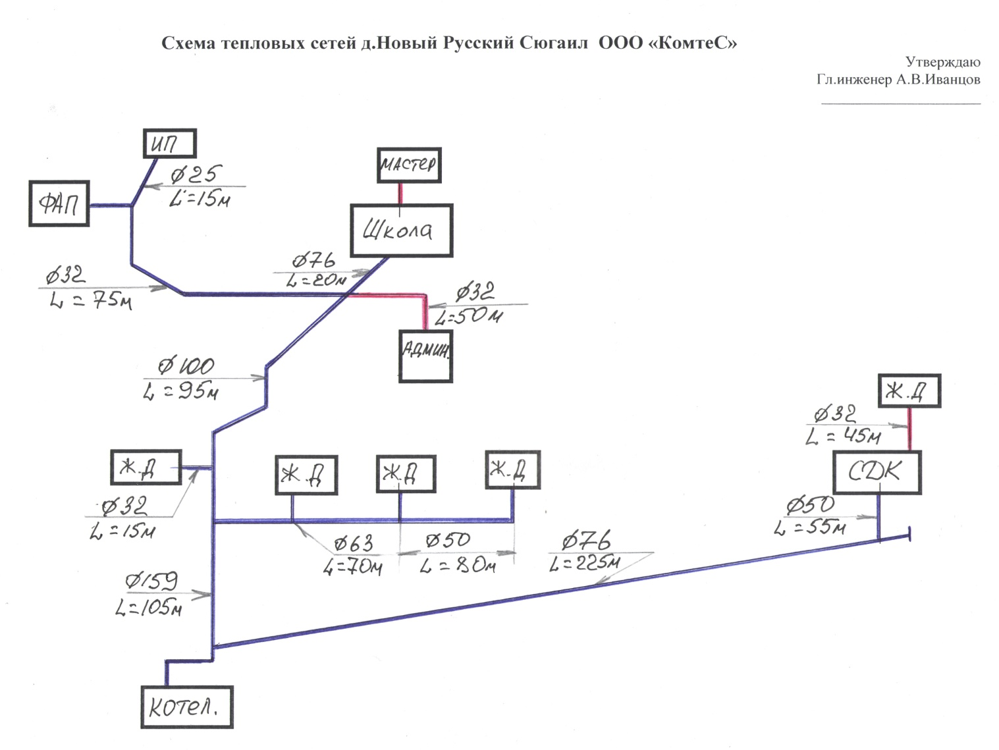 Схема тепловых сетей д.Новый Русский Сюгаил ООО «КомтеС»
Утверждаю
Гл.инженер А.В.Иванцов
ИП
МАСТЕР
Ø25
L=15м
ФАП
Школа
Ø76
L=20м
Ø32
L=75м
Ø32
L=50м
АДМИН.
Ø100
L=95м
Ж.Д
Ø32
L=45м
Ж.Д
Ж.Д
Ж.Д
Ж.Д
СДК
Ø32
L=15м
Ø63
L=70м
Ø50
L=80м
Ø76
L=225м
Ø50
L=55м
Ø159
L=105м
КОТЕЛ.